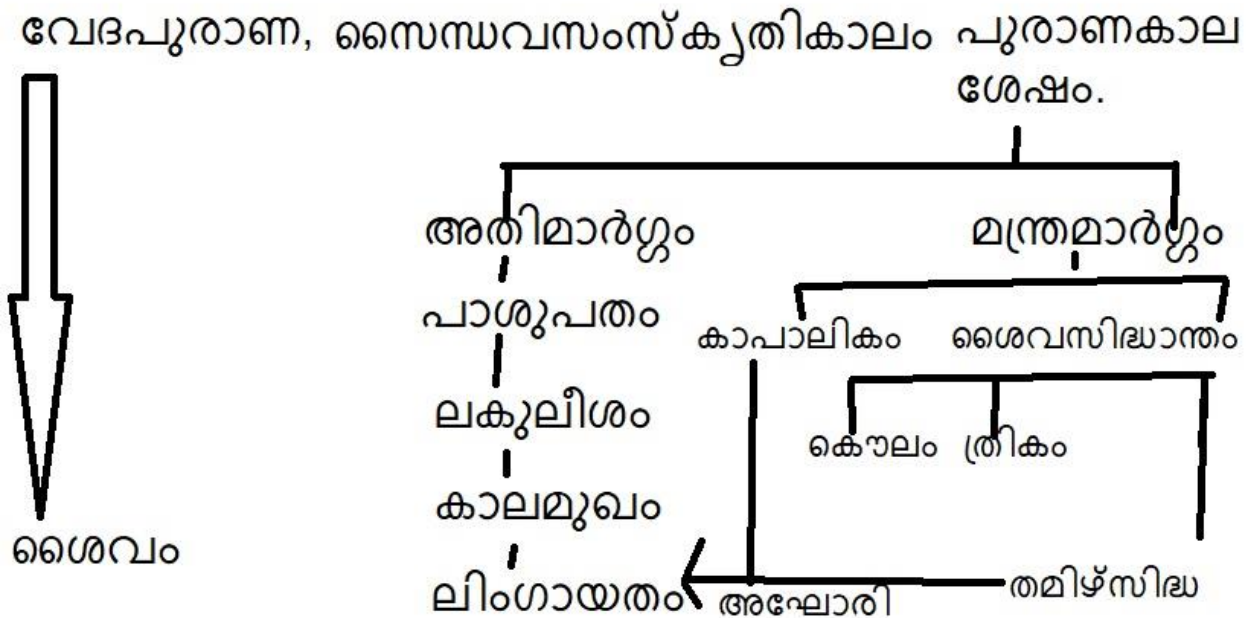 വേദപുരാണ, സൈന്ധവസംസ്കൃതികാലം പുരാണകാല
ശേഷം.
അതിമാർഗ്ഗം മന്ത്രമാർഗ്ഗം
പാശുപതം
കാപാലികം ശൈവസിദ്ധാന്തം
ലകുലീശം
കൌലം ത്രികം
കാലമുഖം
ശൈവം
ലിംഗായതം അഘോരി തമിഴ്സിദ്ധ